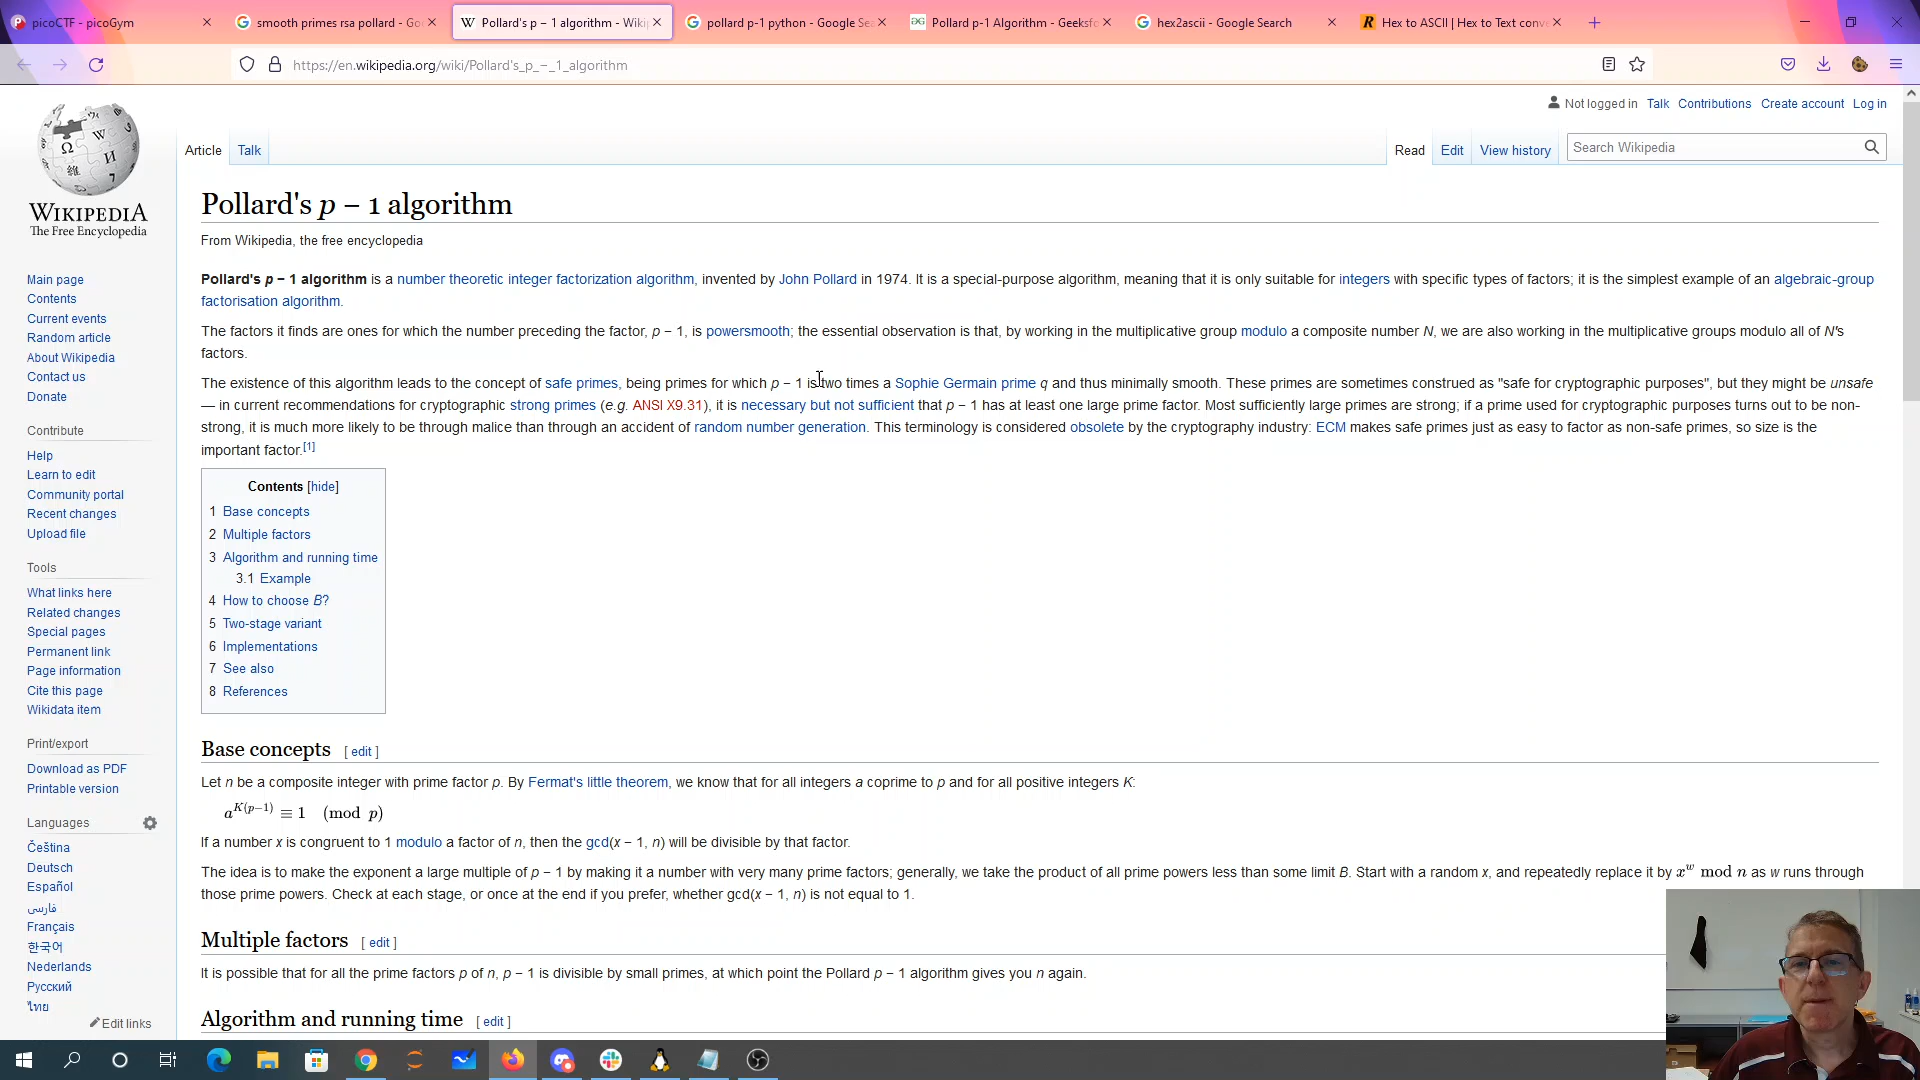 picoCTF - picoGym
smooth primes rsa pollard - Go
Pollard's p − 1 algorithm - Wiki
pollard p-1 python - Google Se
Pollard p-1 Algorithm - Geeksfo
hex2ascii - Google Search
Hex to ASCII | Hex to Text conv
https://en.wikipedia.org/wiki/Pollard's_p_−_1_algorithm
Not logged in Talk Contributions Create account Log in
Article Talk
Read Edit View history
Search Wikipedia
WIKIPEDIA
The Free Encyclopedia
Main page
Contents
Current events
Random article
About Wikipedia
Contact us
Donate
Contribute
Help
Learn to edit
Community portal
Recent changes
Upload file
Tools
What links here
Related changes
Special pages
Permanent link
Page information
Cite this page
Wikidata item
Print/export
Download as PDF
Printable version
Languages
Čeština
Deutsch
Español
فارسی
Français
한국어
Nederlands
Русский
ไทย
Edit links
Pollard's p − 1 algorithm
From Wikipedia, the free encyclopedia
Pollard's p − 1 algorithm is a number theoretic integer factorization algorithm, invented by John Pollard in 1974. It is a special-purpose algorithm, meaning that it is only suitable for integers with specific types of factors; it is the simplest example of an algebraic-group
factorisation algorithm.
The factors it finds are ones for which the number preceding the factor, p − 1, is powersmooth; the essential observation is that, by working in the multiplicative group modulo a composite number N, we are also working in the multiplicative groups modulo all of N's
factors.
The existence of this algorithm leads to the concept of safe primes, being primes for which p − 1 is two times a Sophie Germain prime q and thus minimally smooth. These primes are sometimes construed as "safe for cryptographic purposes", but they might be unsafe
— in current recommendations for cryptographic strong primes (e.g. ANSI X9.31), it is necessary but not sufficient that p − 1 has at least one large prime factor. Most sufficiently large primes are strong; if a prime used for cryptographic purposes turns out to be non-
strong, it is much more likely to be through malice than through an accident of random number generation. This terminology is considered obsolete by the cryptography industry: ECM makes safe primes just as easy to factor as non-safe primes, so size is the
important factor.[1]
Contents [hide]
1 Base concepts
2 Multiple factors
3 Algorithm and running time
3.1 Example
4 How to choose B?
5 Two-stage variant
6 Implementations
7 See also
8 References
Base concepts [ edit ]
Let n be a composite integer with prime factor p. By Fermat's little theorem, we know that for all integers a coprime to p and for all positive integers K:
a^{K(p−1)} ≡ 1 (mod p)
If a number x is congruent to 1 modulo a factor of n, then the gcd(x − 1, n) will be divisible by that factor.
The idea is to make the exponent a large multiple of p − 1 by making it a number with very many prime factors; generally, we take the product of all prime powers less than some limit B. Start with a random x, and repeatedly replace it by x^w mod n as w runs through
those prime powers. Check at each stage, or once at the end if you prefer, whether gcd(x − 1, n) is not equal to 1.
Multiple factors [ edit ]
It is possible that for all the prime factors p of n, p − 1 is divisible by small primes, at which point the Pollard p − 1 algorithm gives you n again.
Algorithm and running time [ edit ]